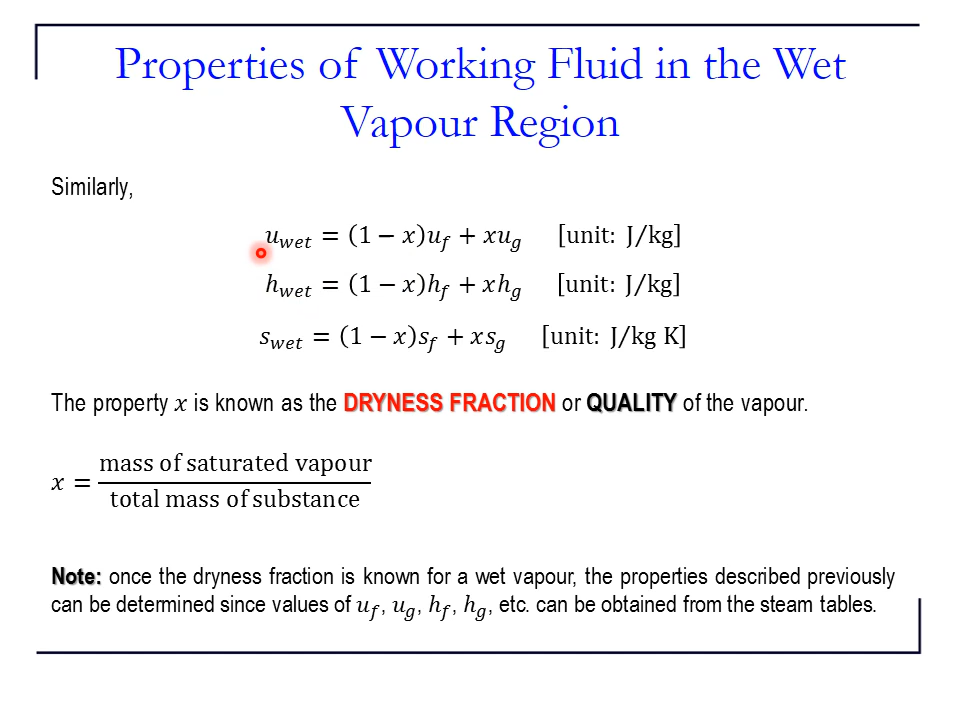 Properties of Working Fluid in the Wet
Vapour Region
Similarly,
u_wet = (1 − x)u_f + xu_g [unit: J/kg]
h_wet = (1 − x)h_f + xh_g [unit: J/kg]
s_wet = (1 − x)s_f + xs_g [unit: J/kg K]
The property x is known as the DRYNESS FRACTION or QUALITY of the vapour.
x = mass of saturated vapour / total mass of substance
Note: once the dryness fraction is known for a wet vapour, the properties described previously
can be determined since values of u_f, u_g, h_f, h_g, etc. can be obtained from the steam tables.